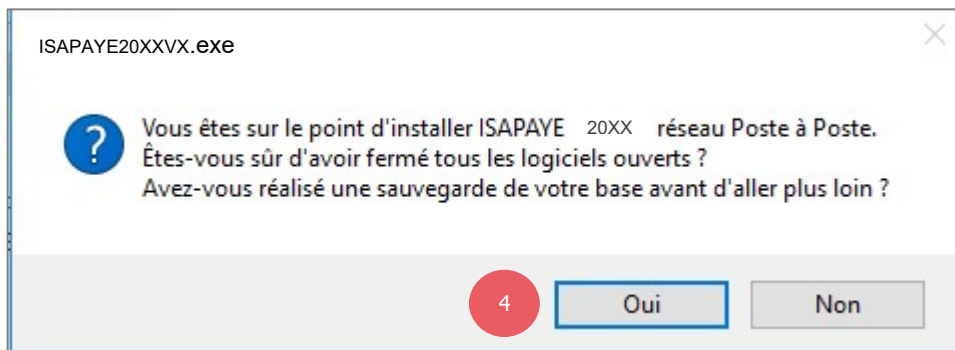 ISAPAYE20XXVX.exe
Vous êtes sur le point d'installer ISAPAYE 20XX réseau Poste à Poste.
Êtes-vous sûr d'avoir fermé tous les logiciels ouverts ?
Avez-vous réalisé une sauvegarde de votre base avant d'aller plus loin ?
4 Oui Non